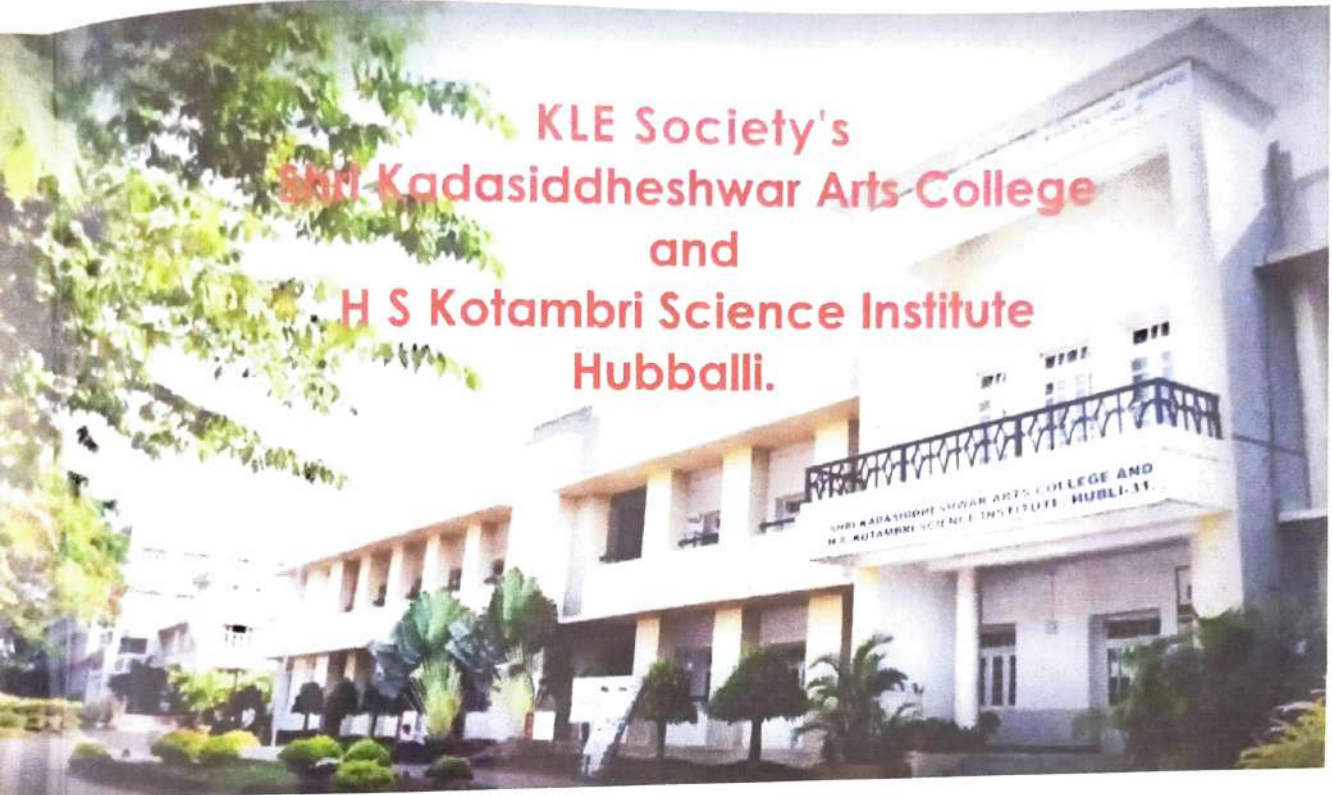 KLE Society's
Shri Kadasiddheshwar Arts College
and
H S Kotambri Science Institute
Hubballi.
SHRI KADASIDDHESHWAR ARTS COLLEGE AND
H.S. KOTAMBRI SCIENCE INSTITUTE, HUBLI-31.